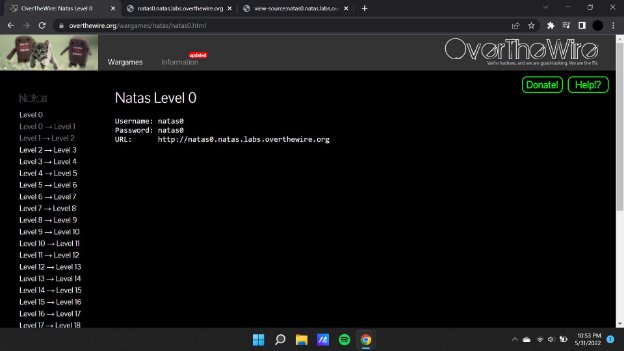 OverTheWire: Natas Level 0
natas0.natas.labs.overthewire.org
view-source:natas0.natas.labs.ov
overthewire.org/wargames/natas/natas0.html
OverTheWire
We're hackers, and we are good-looking. We are the 1%.
Wargames
Information
updated
Donate!
Help!?
Natas
Level 0
Level 0 → Level 1
Level 1 → Level 2
Level 2 → Level 3
Level 3 → Level 4
Level 4 → Level 5
Level 5 → Level 6
Level 6 → Level 7
Level 7 → Level 8
Level 8 → Level 9
Level 9 → Level 10
Level 10 → Level 11
Level 11 → Level 12
Level 12 → Level 13
Level 13 → Level 14
Level 14 → Level 15
Level 15 → Level 16
Level 16 → Level 17
Level 17 → Level 18
Natas Level 0
Username: natas0
Password: natas0
URL: http://natas0.natas.labs.overthewire.org
10:53 PM
5/31/2022